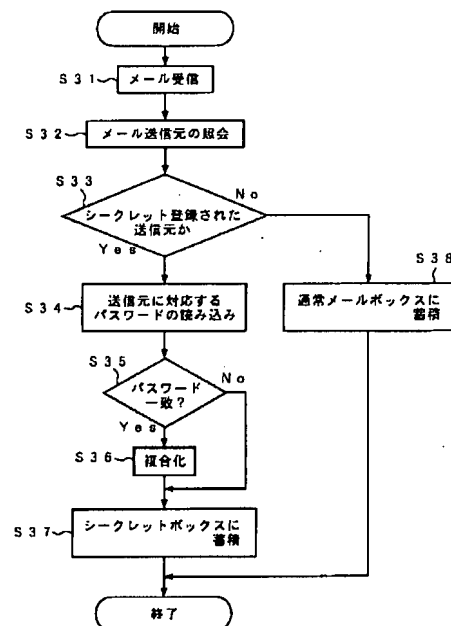 開始
S31
メール受信
S32
メール送信元の照会
S33
シークレット登録された
送信元か
No
Yes
S34
送信元に対応する
パスワードの読み込み
S38
通常メールボックスに
蓄積
S35
パスワード
一致?
No
Yes
S36
複合化
S37
シークレットボックスに
蓄積
終了